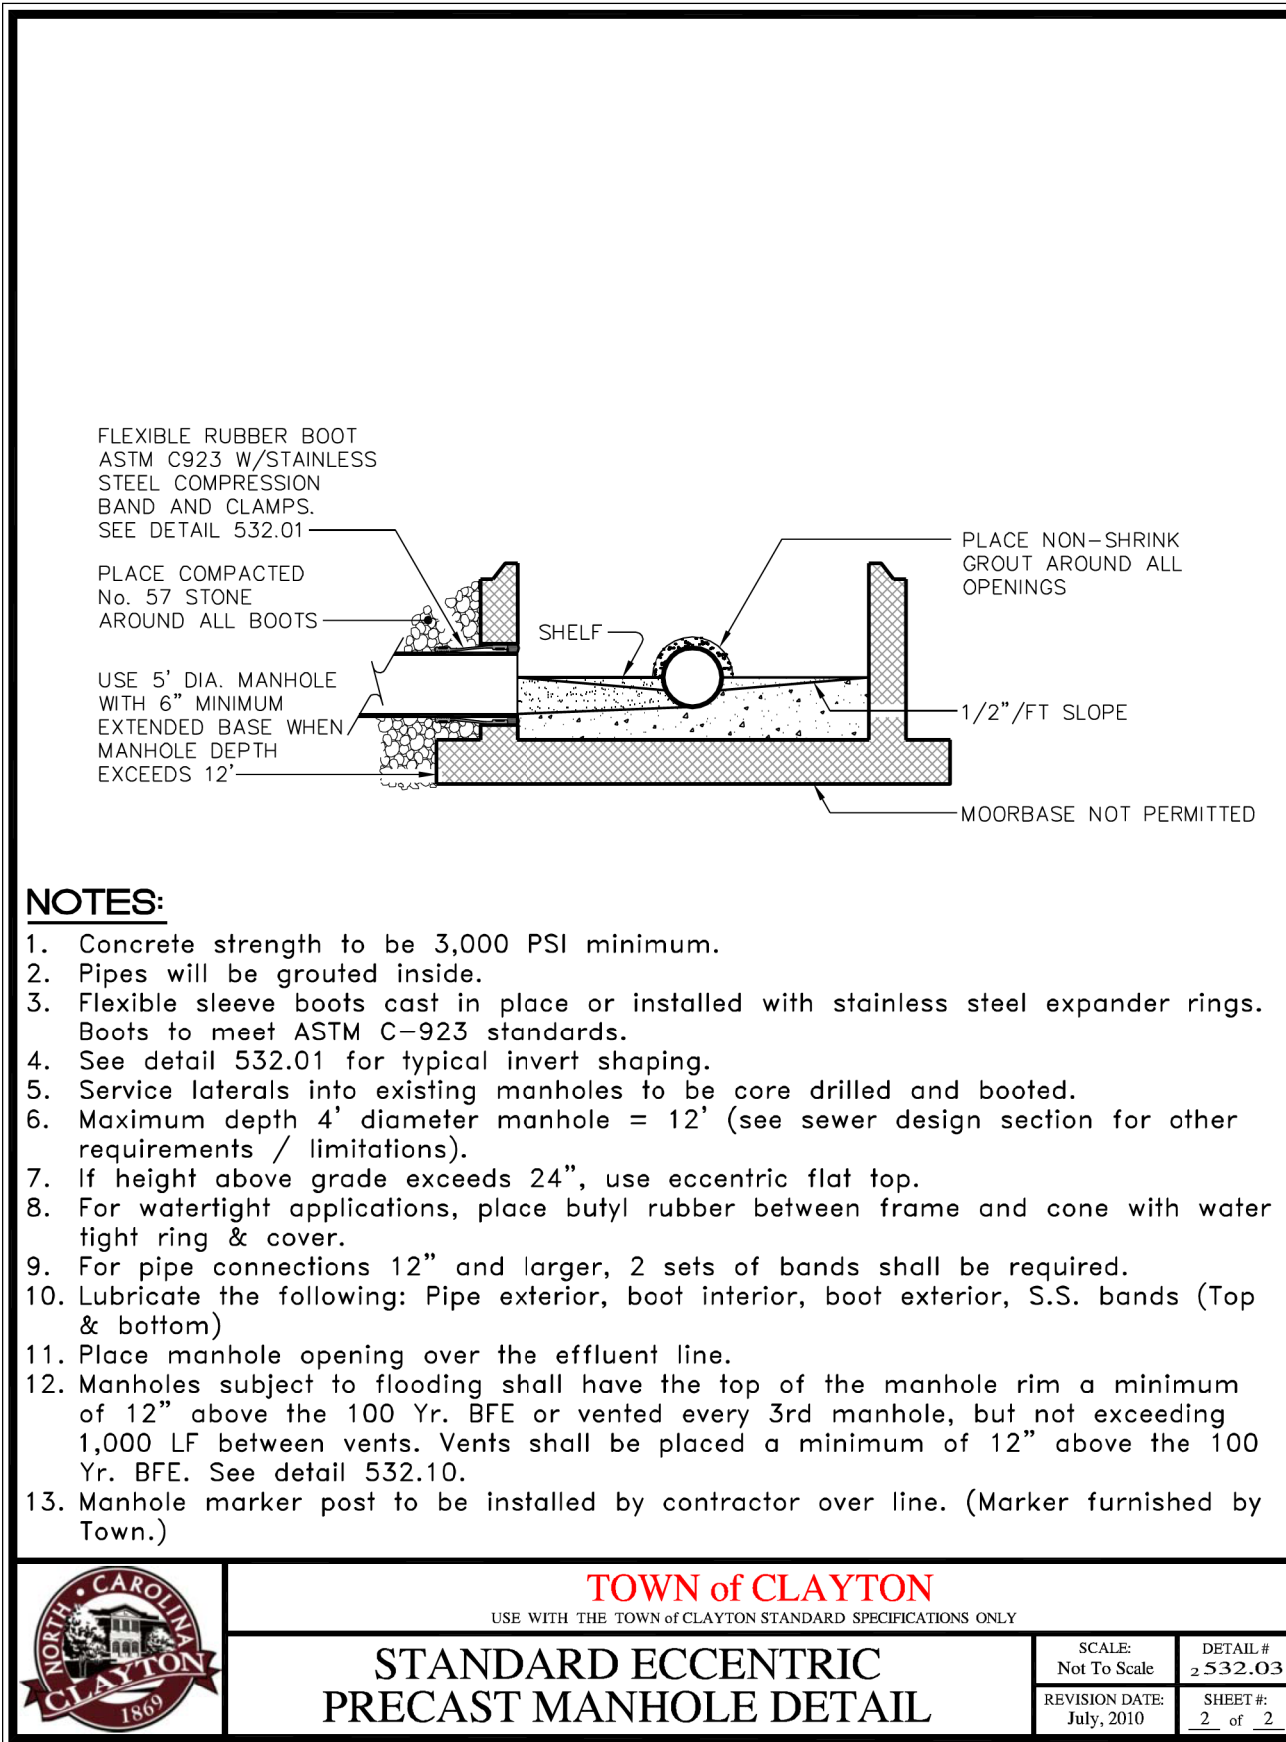 FLEXIBLE RUBBER BOOT
ASTM C923 W/STAINLESS
STEEL COMPRESSION
BAND AND CLAMPS.
SEE DETAIL 532.01
PLACE COMPACTED
No. 57 STONE
AROUND ALL BOOTS
USE 5' DIA. MANHOLE
WITH 6" MINIMUM
EXTENDED BASE WHEN
MANHOLE DEPTH
EXCEEDS 12'
SHELF
PLACE NON-SHRINK
GROUT AROUND ALL
OPENINGS
1/2"/FT SLOPE
MOORBASE NOT PERMITTED
NOTES:
1. Concrete strength to be 3,000 PSI minimum.
2. Pipes will be grouted inside.
3. Flexible sleeve boots cast in place or installed with stainless steel expander rings.
Boots to meet ASTM C-923 standards.
4. See detail 532.01 for typical invert shaping.
5. Service laterals into existing manholes to be core drilled and booted.
6. Maximum depth 4' diameter manhole = 12' (see sewer design section for other
requirements / limitations).
7. If height above grade exceeds 24", use eccentric flat top.
8. For watertight applications, place butyl rubber between frame and cone with water
tight ring & cover.
9. For pipe connections 12" and larger, 2 sets of bands shall be required.
10. Lubricate the following: Pipe exterior, boot interior, boot exterior, S.S. bands (Top
& bottom)
11. Place manhole opening over the effluent line.
12. Manholes subject to flooding shall have the top of the manhole rim a minimum
of 12" above the 100 Yr. BFE or vented every 3rd manhole, but not exceeding
1,000 LF between vents. Vents shall be placed a minimum of 12" above the 100
Yr. BFE. See detail 532.10.
13. Manhole marker post to be installed by contractor over line. (Marker furnished by
Town.)
NORTH CAROLINA
CLAYTON
1869
TOWN of CLAYTON
USE WITH THE TOWN of CLAYTON STANDARD SPECIFICATIONS ONLY
STANDARD ECCENTRIC
PRECAST MANHOLE DETAIL
SCALE:
Not To Scale
DETAIL #
2 532.03
REVISION DATE:
July, 2010
SHEET #:
2 of 2